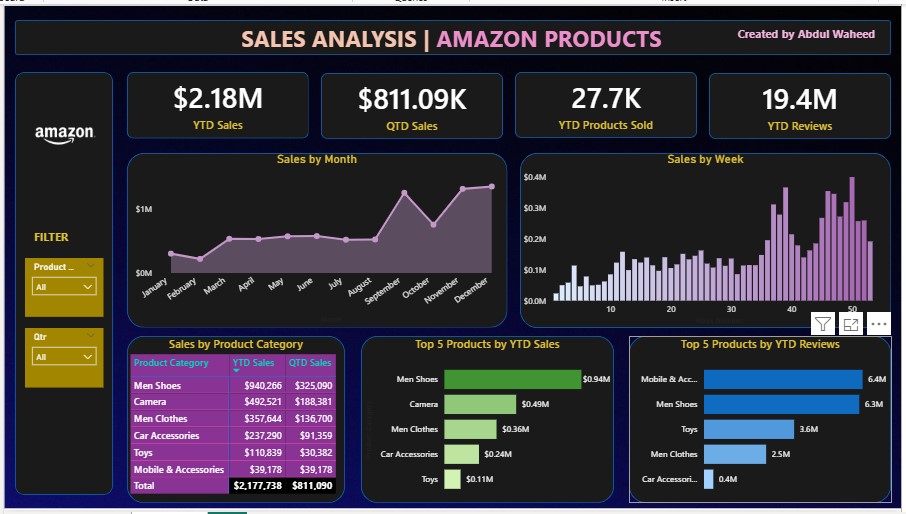 SALES ANALYSIS | AMAZON PRODUCTS
Created by Abdul Waheed
amazon
$2.18M
YTD Sales
$811.09K
QTD Sales
27.7K
YTD Products Sold
19.4M
YTD Reviews
FILTER
Product ...
All
Qtr
All
Sales by Month
$1M
$0M
January
February
March
April
May
June
July
August
September
October
November
December
Sales by Week
$0.4M
$0.3M
$0.2M
$0.1M
$0.0M
10
20
30
40
50
Sales by Product Category
Product Category YTD Sales QTD Sales
Men Shoes $940,266 $325,090
Camera $492,521 $188,381
Men Clothes $357,644 $136,700
Car Accessories $237,290 $91,359
Toys $110,839 $30,382
Mobile & Accessories $39,178 $39,178
Total $2,177,738 $811,090
Top 5 Products by YTD Sales
Men Shoes $0.94M
Camera $0.49M
Men Clothes $0.36M
Car Accessories $0.24M
Toys $0.11M
Top 5 Products by YTD Reviews
Mobile & Acc... 6.4M
Men Shoes 6.3M
Toys 3.6M
Men Clothes 2.5M
Car Accessori... 0.4M